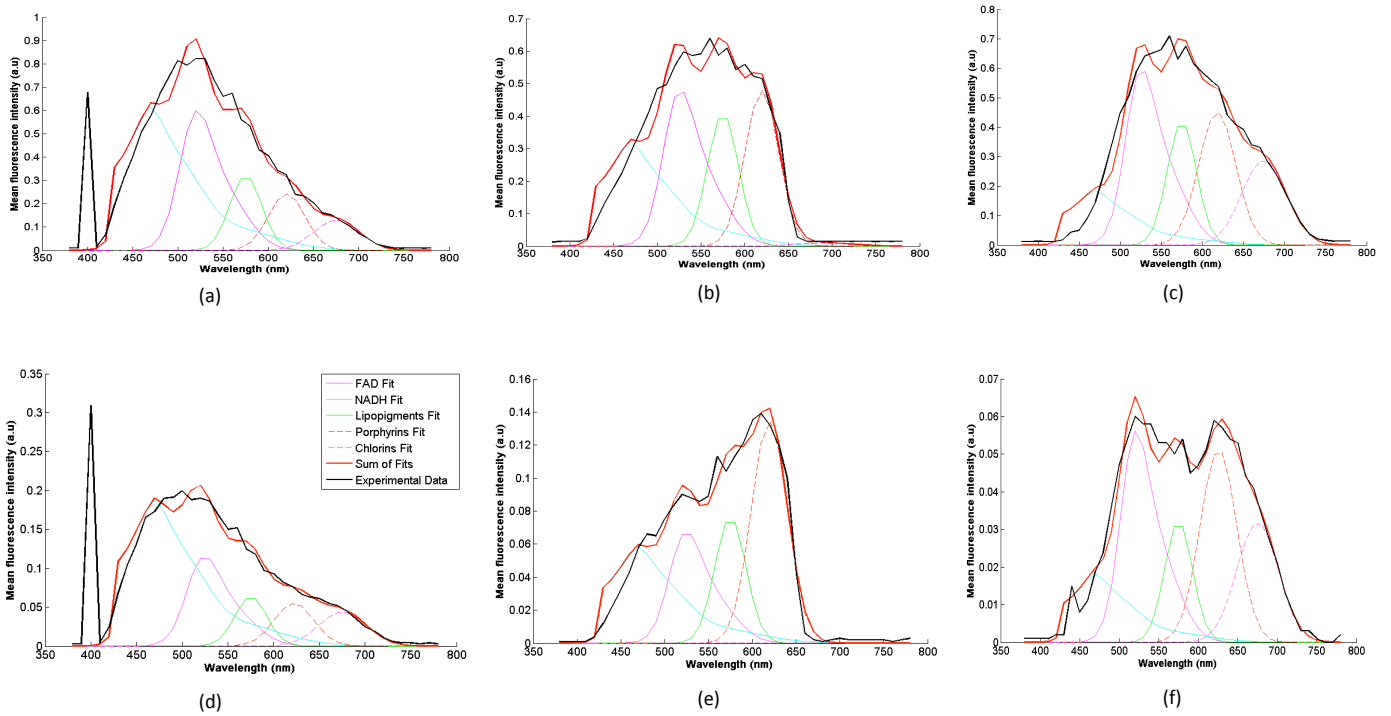 Mean fluorescence intensity (a.u)
1
0.9
0.8
0.7
0.6
0.5
0.4
0.3
0.2
0.1
0
350 400 450 500 550 600 650 700 750 800
Wavelength (nm)
(a)
Mean fluorescence intensity (a.u)
0.7
0.6
0.5
0.4
0.3
0.2
0.1
0
350 400 450 500 550 600 650 700 750 800
Wavelength (nm)
(b)
Mean fluorescence intensity (a.u)
0.8
0.7
0.6
0.5
0.4
0.3
0.2
0.1
0
350 400 450 500 550 600 650 700 750 800
Wavelength (nm)
(c)
Mean fluorescence intensity (a.u)
0.35
0.3
0.25
0.2
0.15
0.1
0.05
0
350 400 450 500 550 600 650 700 750 800
Wavelength (nm)
FAD Fit
NADH Fit
Lipopigments Fit
Porphyrins Fit
Chlorins Fit
Sum of Fits
Experimental Data
(d)
Mean fluorescence intensity (a.u)
0.16
0.14
0.12
0.1
0.08
0.06
0.04
0.02
0
350 400 450 500 550 600 650 700 750 800
Wavelength (nm)
(e)
Mean fluorescence intensity (a.u)
0.07
0.06
0.05
0.04
0.03
0.02
0.01
0
350 400 450 500 550 600 650 700 750 800
Wavelength (nm)
(f)